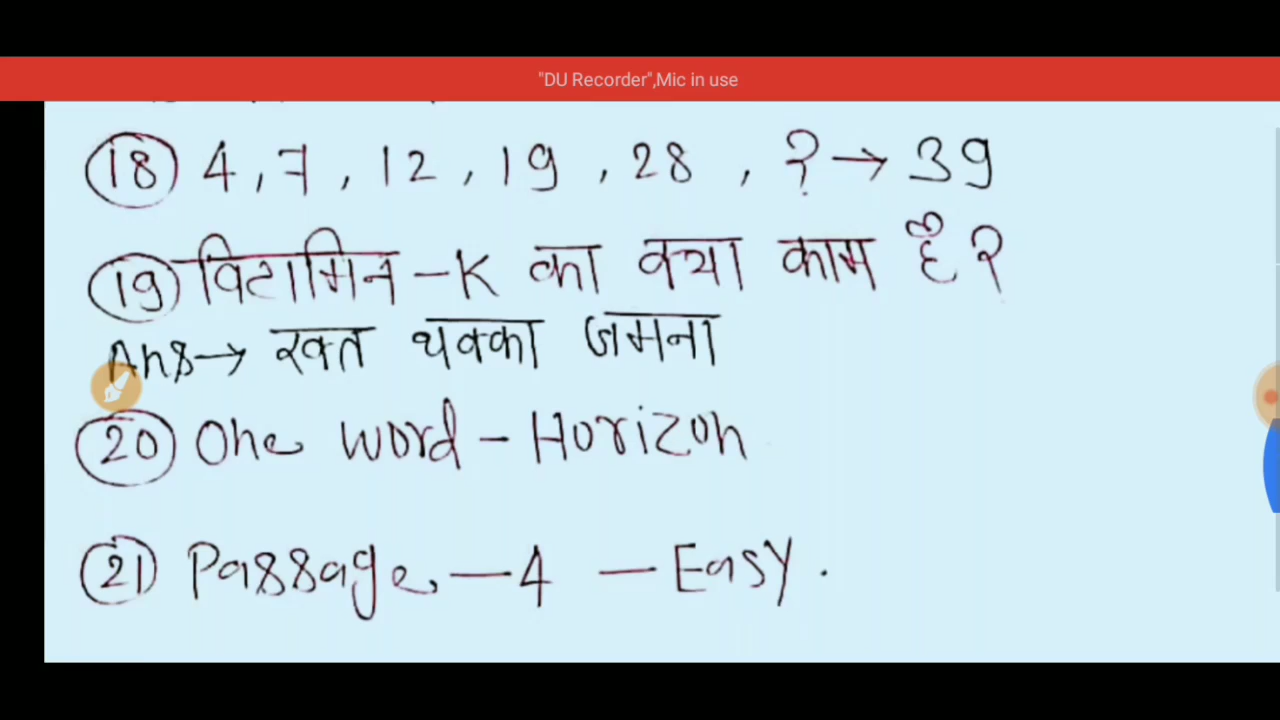 "DU Recorder",Mic in use
18 4, 7, 12, 19, 28, ? → 39
19 विटामिन -K का क्या काम है?
Ans → रक्त थक्का जमना
20 One word - Horizon
21 Passage - 4 - Easy.